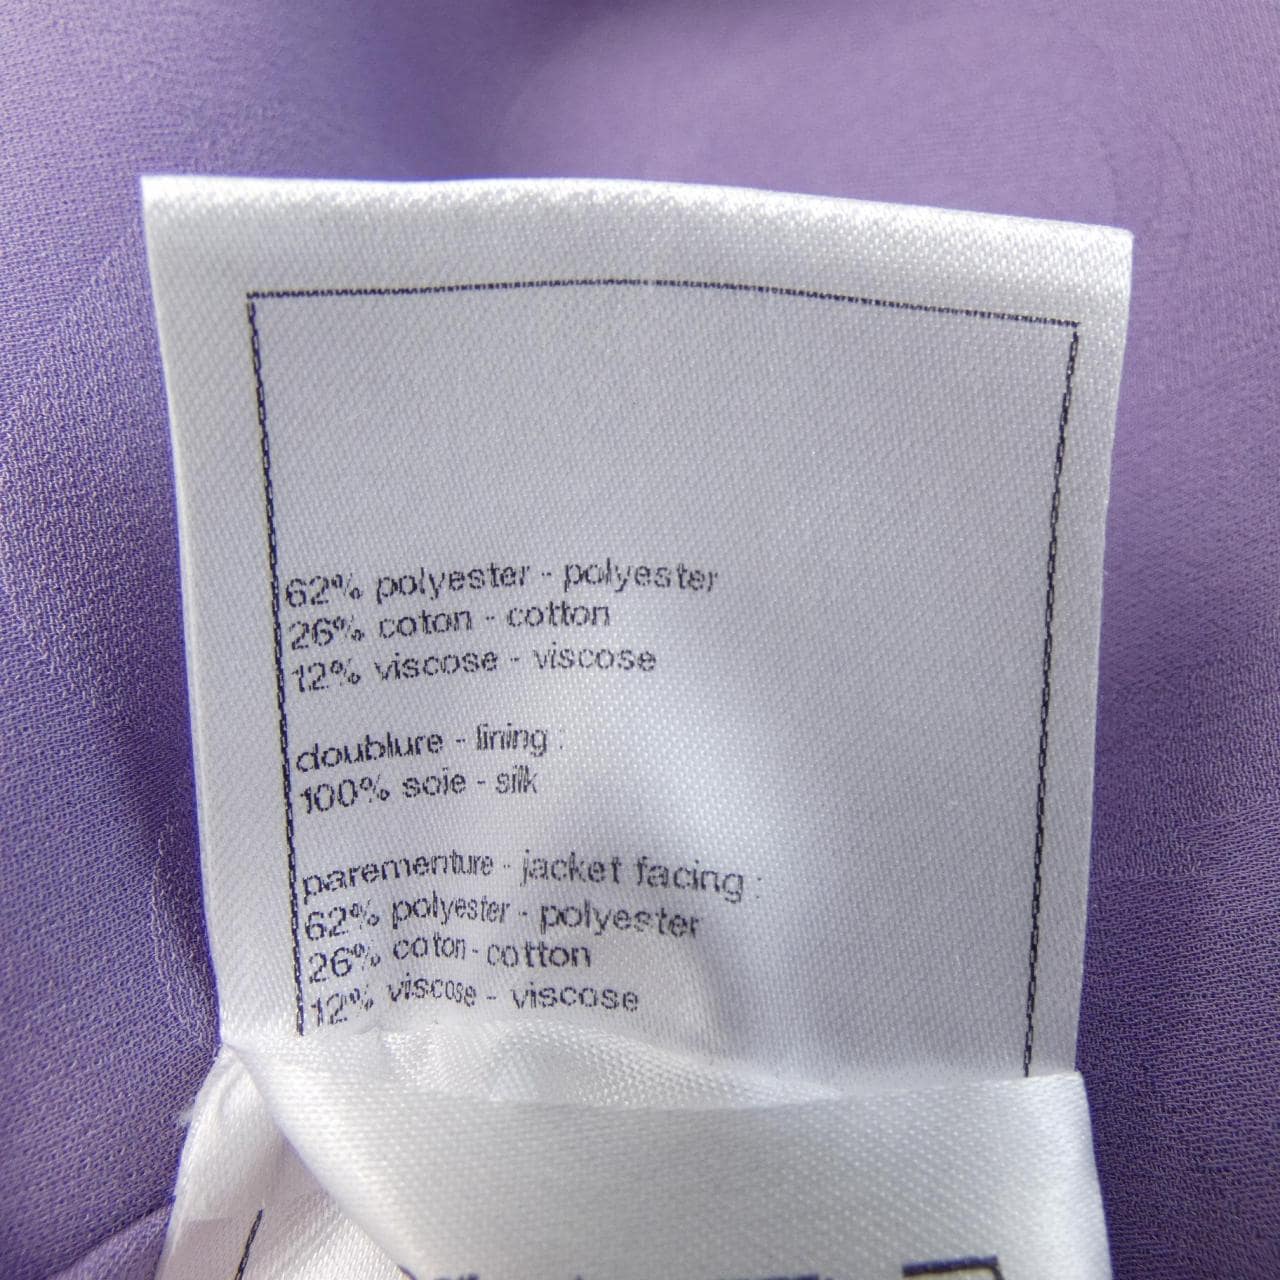 62% polyester - polyester
26% coton - cotton
12% viscose - viscose
doublure - lining :
100% soie - silk
parementure - jacket facing :
62% polyester - polyester
26% coton - cotton
12% viscose - viscose